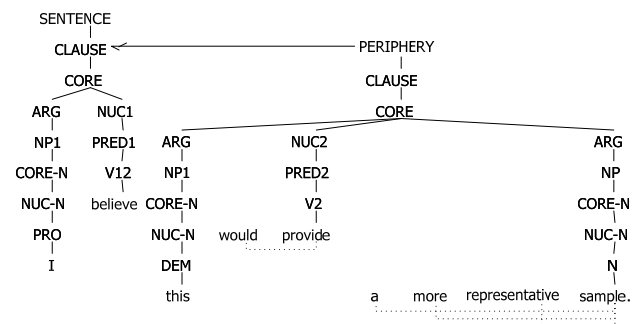 SENTENCE
CLAUSE PERIPHERY
CORE CLAUSE
ARG NUC1 CORE
NP1 PRED1 ARG NUC2 ARG
CORE-N V12 NP1 PRED2 NP
NUC-N believe CORE-N V2 CORE-N
PRO NUC-N would provide NUC-N
I DEM N
this a more representative sample.